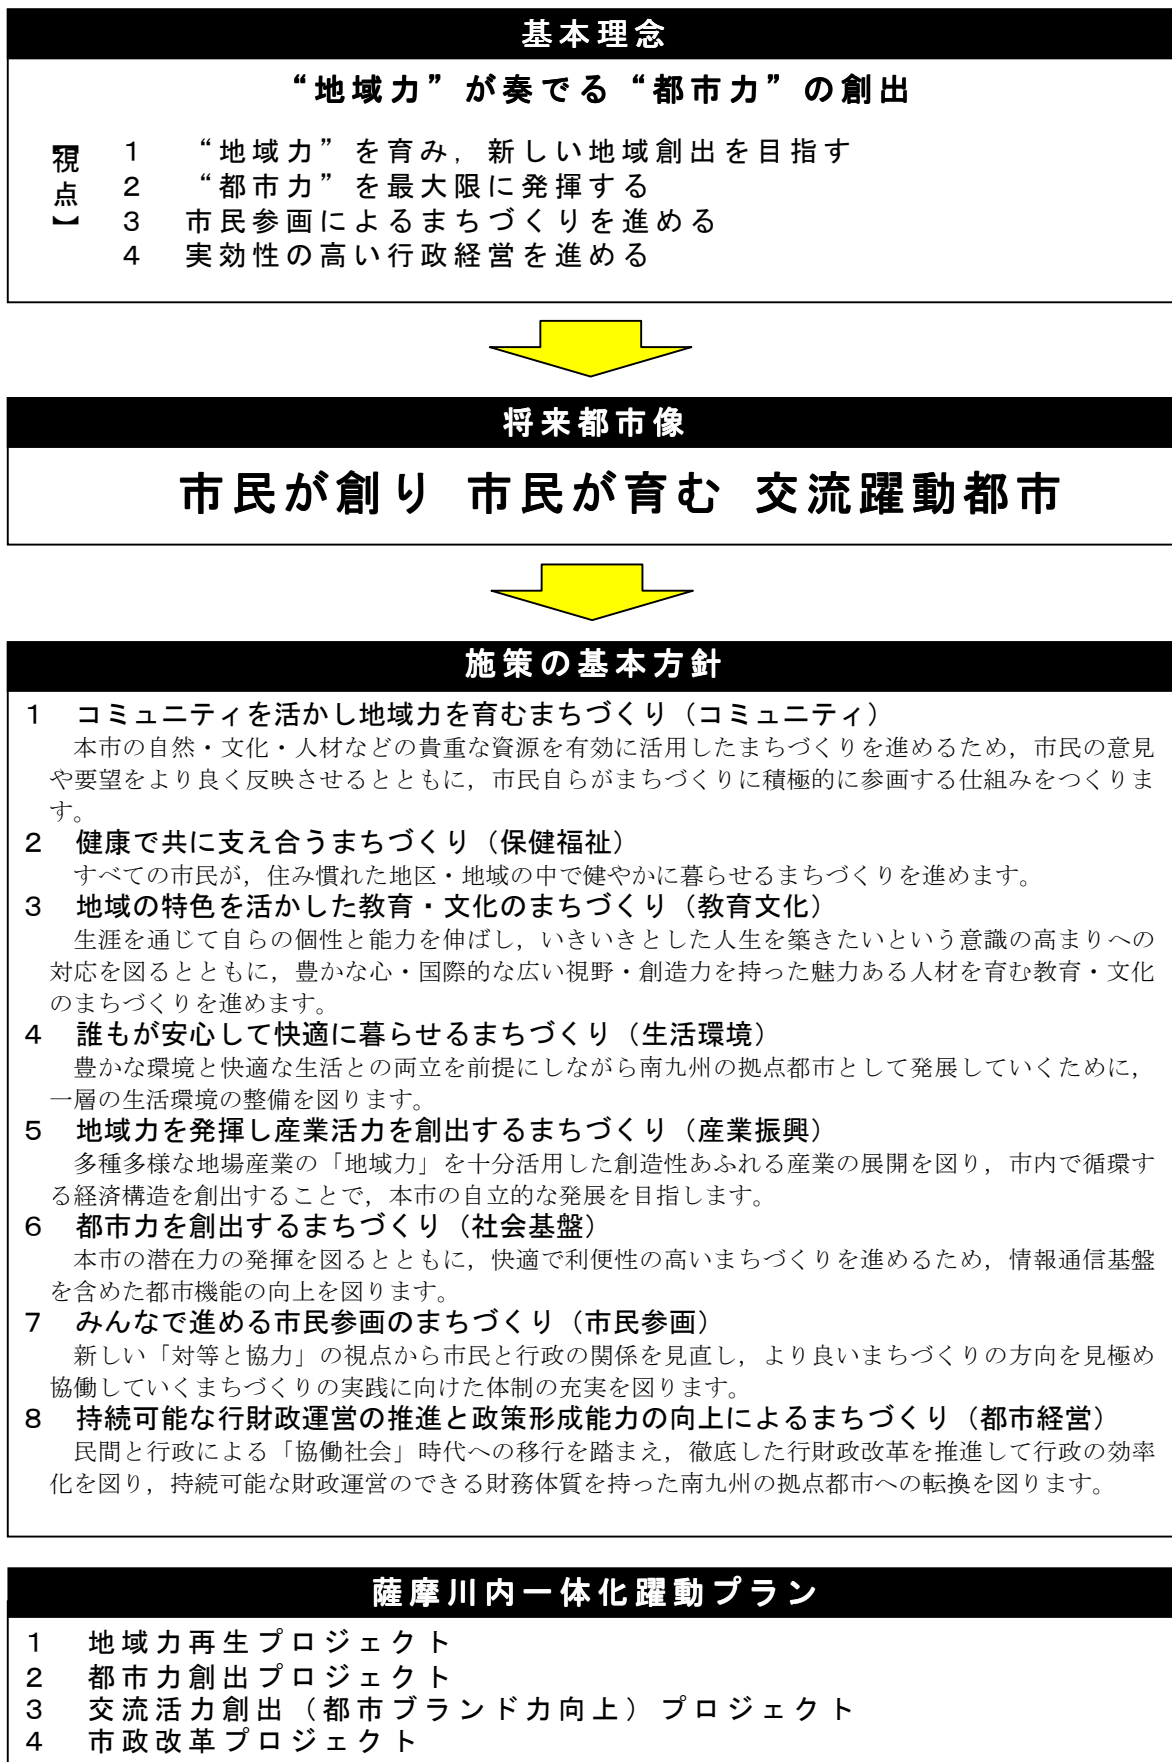 基本理念
“地域力”が奏でる“都市力”の創出
【視点】
1 “地域力”を育み，新しい地域創出を目指す
2 “都市力”を最大限に発揮する
3 市民参画によるまちづくりを進める
4 実効性の高い行政経営を進める
将来都市像
市民が創り 市民が育む 交流躍動都市
施策の基本方針
1 コミュニティを活かし地域力を育むまちづくり（コミュニティ）
本市の自然・文化・人材などの貴重な資源を有効に活用したまちづくりを進めるため，市民の意見
や要望をより良く反映させるとともに，市民自らがまちづくりに積極的に参画する仕組みをつくりま
す。
2 健康で共に支え合うまちづくり（保健福祉）
すべての市民が，住み慣れた地区・地域の中で健やかに暮らせるまちづくりを進めます。
3 地域の特色を活かした教育・文化のまちづくり（教育文化）
生涯を通じて自らの個性と能力を伸ばし，いきいきとした人生を築きたいという意識の高まりへの
対応を図るとともに，豊かな心・国際的な広い視野・創造力を持った魅力ある人材を育む教育・文化
のまちづくりを進めます。
4 誰もが安心して快適に暮らせるまちづくり（生活環境）
豊かな環境と快適な生活との両立を前提にしながら南九州の拠点都市として発展していくために，
一層の生活環境の整備を図ります。
5 地域力を発揮し産業活力を創出するまちづくり（産業振興）
多種多様な地場産業の「地域力」を十分活用した創造性あふれる産業の展開を図り，市内で循環す
る経済構造を創出することで，本市の自立的な発展を目指します。
6 都市力を創出するまちづくり（社会基盤）
本市の潜在力の発揮を図るとともに，快適で利便性の高いまちづくりを進めるため，情報通信基盤
を含めた都市機能の向上を図ります。
7 みんなで進める市民参画のまちづくり（市民参画）
新しい「対等と協力」の視点から市民と行政の関係を見直し，より良いまちづくりの方向を見極め
協働していくまちづくりの実践に向けた体制の充実を図ります。
8 持続可能な行財政運営の推進と政策形成能力の向上によるまちづくり（都市経営）
民間と行政による「協働社会」時代への移行を踏まえ，徹底した行財政改革を推進して行政の効率
化を図り，持続可能な財政運営のできる財務体質を持った南九州の拠点都市への転換を図ります。
薩摩川内一体化躍動プラン
1 地域力再生プロジェクト
2 都市力創出プロジェクト
3 交流活力創出（都市ブランド力向上）プロジェクト
4 市政改革プロジェクト